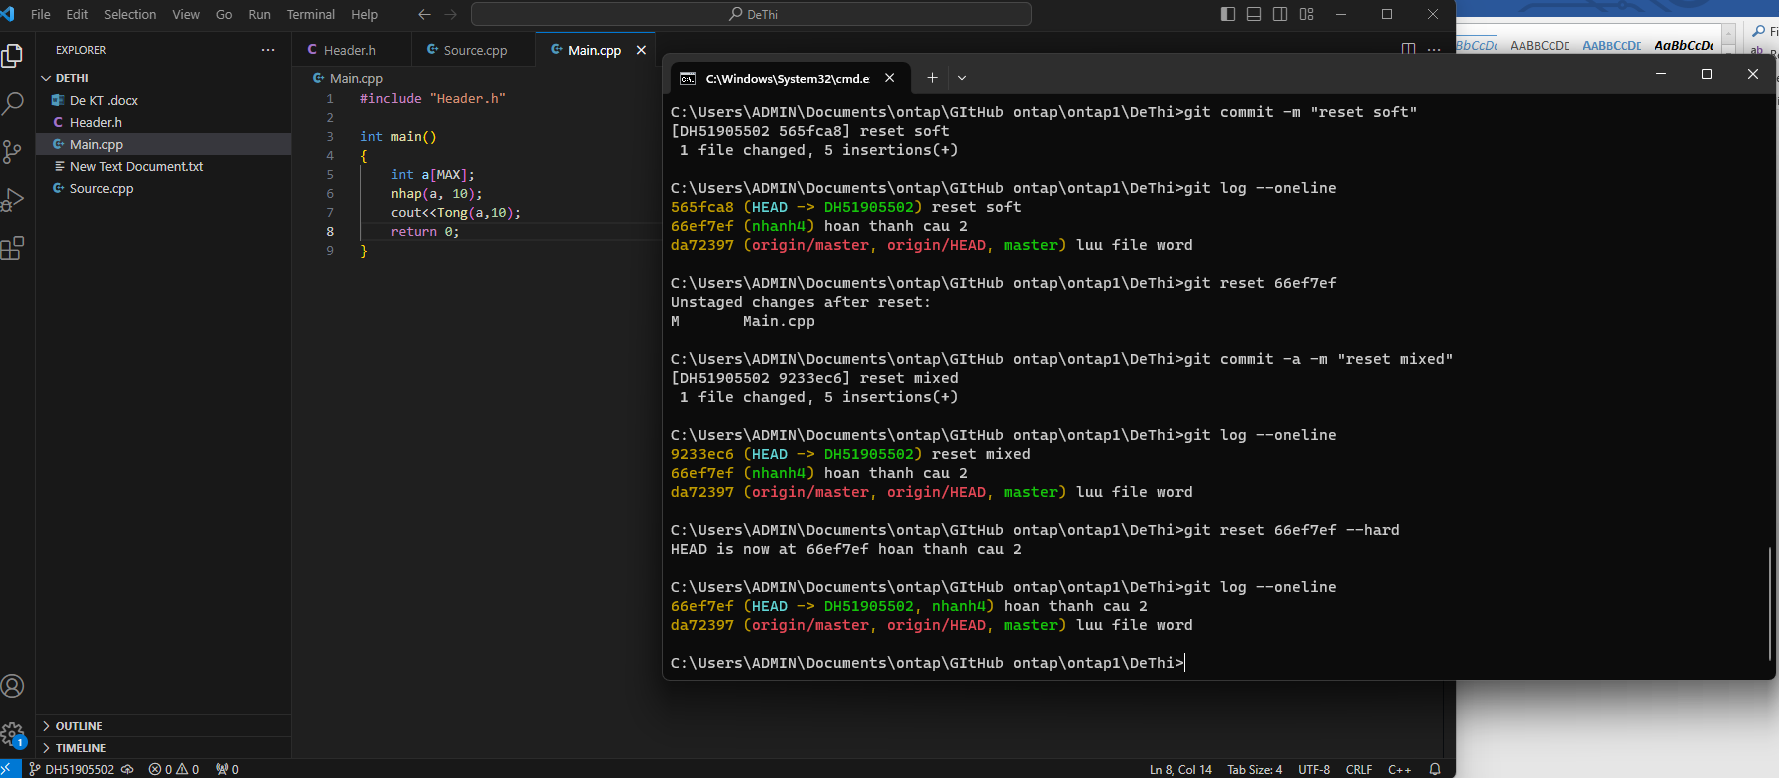 File Edit Selection View Go Run Terminal Help
DeThi
EXPLORER
DETHI
De KT .docx
Header.h
Main.cpp
New Text Document.txt
Source.cpp
OUTLINE
TIMELINE
Header.h Source.cpp Main.cpp
Main.cpp
1 #include "Header.h"
2
3 int main()
4 {
5 int a[MAX];
6 nhap(a, 10);
7 cout<<Tong(a,10);
8 return 0;
9 }
C:\Windows\System32\cmd.e
C:\Users\ADMIN\Documents\ontap\GItHub ontap\ontap1\DeThi>git commit -m "reset soft"
[DH51905502 565fca8] reset soft
1 file changed, 5 insertions(+)
C:\Users\ADMIN\Documents\ontap\GItHub ontap\ontap1\DeThi>git log --oneline
565fca8 (HEAD -> DH51905502) reset soft
66ef7ef (nhanh4) hoan thanh cau 2
da72397 (origin/master, origin/HEAD, master) luu file word
C:\Users\ADMIN\Documents\ontap\GItHub ontap\ontap1\DeThi>git reset 66ef7ef
Unstaged changes after reset:
M Main.cpp
C:\Users\ADMIN\Documents\ontap\GItHub ontap\ontap1\DeThi>git commit -a -m "reset mixed"
[DH51905502 9233ec6] reset mixed
1 file changed, 5 insertions(+)
C:\Users\ADMIN\Documents\ontap\GItHub ontap\ontap1\DeThi>git log --oneline
9233ec6 (HEAD -> DH51905502) reset mixed
66ef7ef (nhanh4) hoan thanh cau 2
da72397 (origin/master, origin/HEAD, master) luu file word
C:\Users\ADMIN\Documents\ontap\GItHub ontap\ontap1\DeThi>git reset 66ef7ef --hard
HEAD is now at 66ef7ef hoan thanh cau 2
C:\Users\ADMIN\Documents\ontap\GItHub ontap\ontap1\DeThi>git log --oneline
66ef7ef (HEAD -> DH51905502, nhanh4) hoan thanh cau 2
da72397 (origin/master, origin/HEAD, master) luu file word
C:\Users\ADMIN\Documents\ontap\GItHub ontap\ontap1\DeThi>
AABBCCDE AABBCCDE AaBbCcDc
1
DH51905502 0 0 0 Ln 8, Col 14 Tab Size: 4 UTF-8 CRLF C++